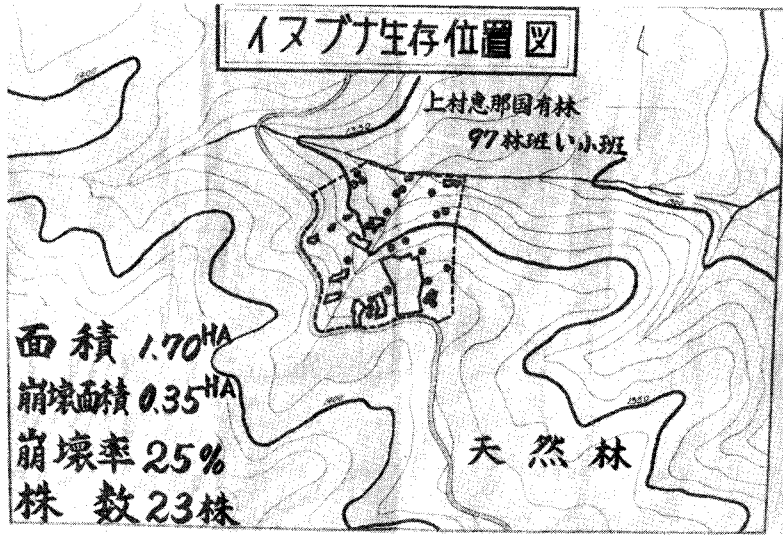 イヌブナ生存位置図
上村恵那国有林
97林班い小班
面積 1.70HA
崩壊面積 0.35HA
崩壊率 25%
株数 23株
天然林